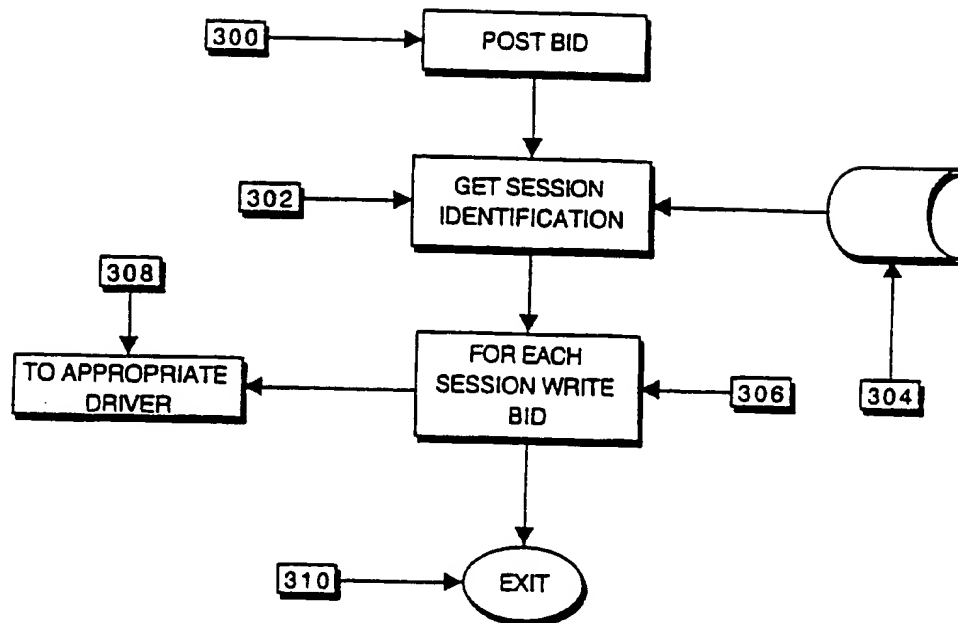 300
POST BID
302
GET SESSION
IDENTIFICATION
308
TO APPROPRIATE
DRIVER
FOR EACH
SESSION WRITE
BID
306
304
310
EXIT